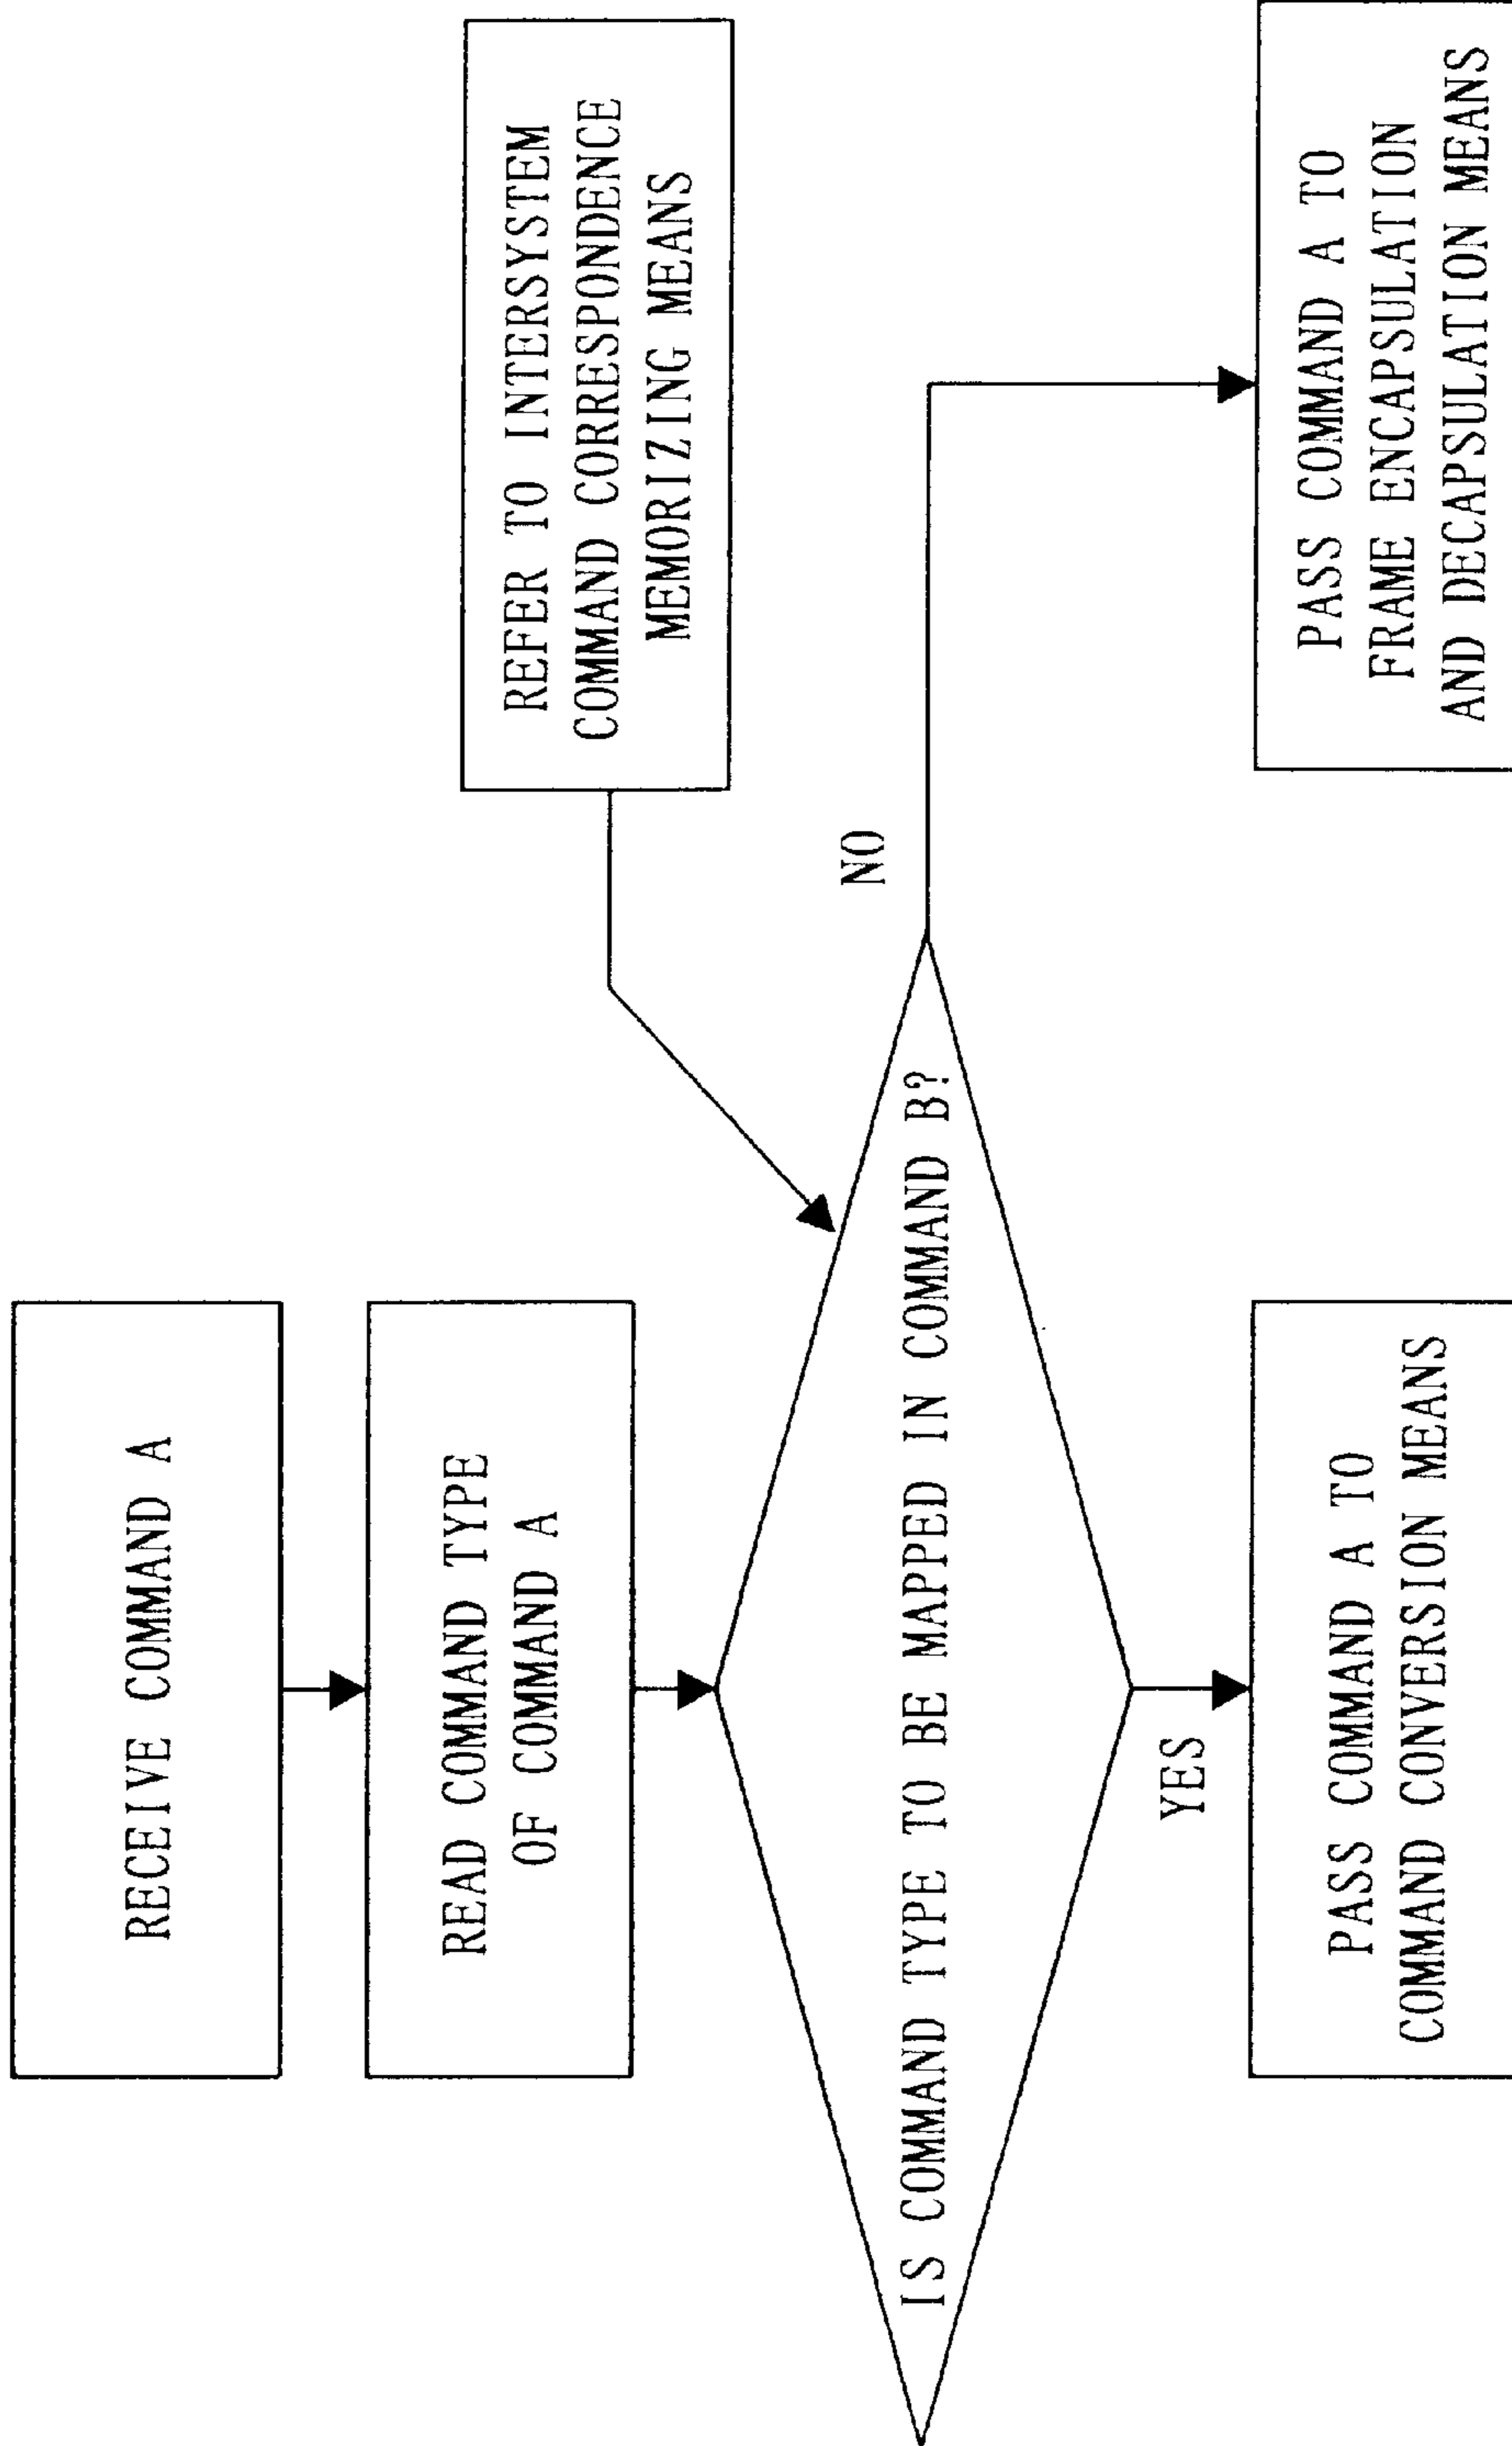 RECEIVE COMMAND A
READ COMMAND TYPE
OF COMMAND A
REFER TO INTERSYSTEM
COMMAND CORRESPONDENCE
MEMORIZING MEANS
IS COMMAND TYPE TO BE MAPPED IN COMMAND B?
NO
YES
PASS COMMAND A TO
COMMAND CONVERSION MEANS
PASS COMMAND A TO
FRAME ENCAPSULATION
AND DECAPSULATION MEANS